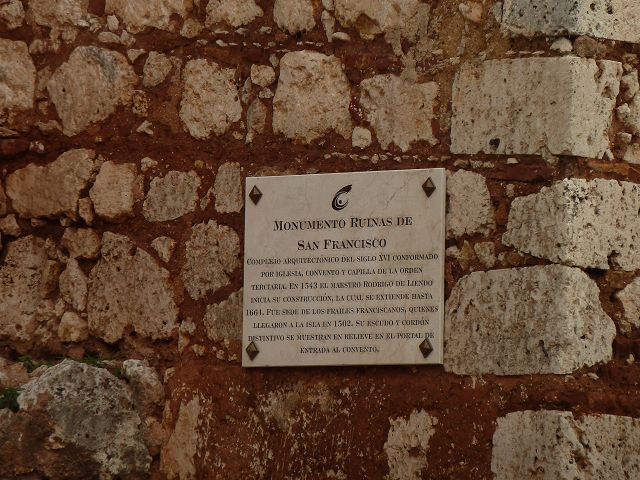 Monumento Ruinas de
San Francisco
Complejo arquitectónico del siglo XVI conformado
por iglesia, convento y capilla de la orden
terciaria. En 1543 el maestro Rodrigo de Liendo
inicia su construcción, la cual se extiende hasta
1664. Fue sede de los frailes franciscanos, quienes
llegaron a la isla en 1502. Su escudo y cordón
distintivo se muestran en relieve en el portal de
entrada al convento.